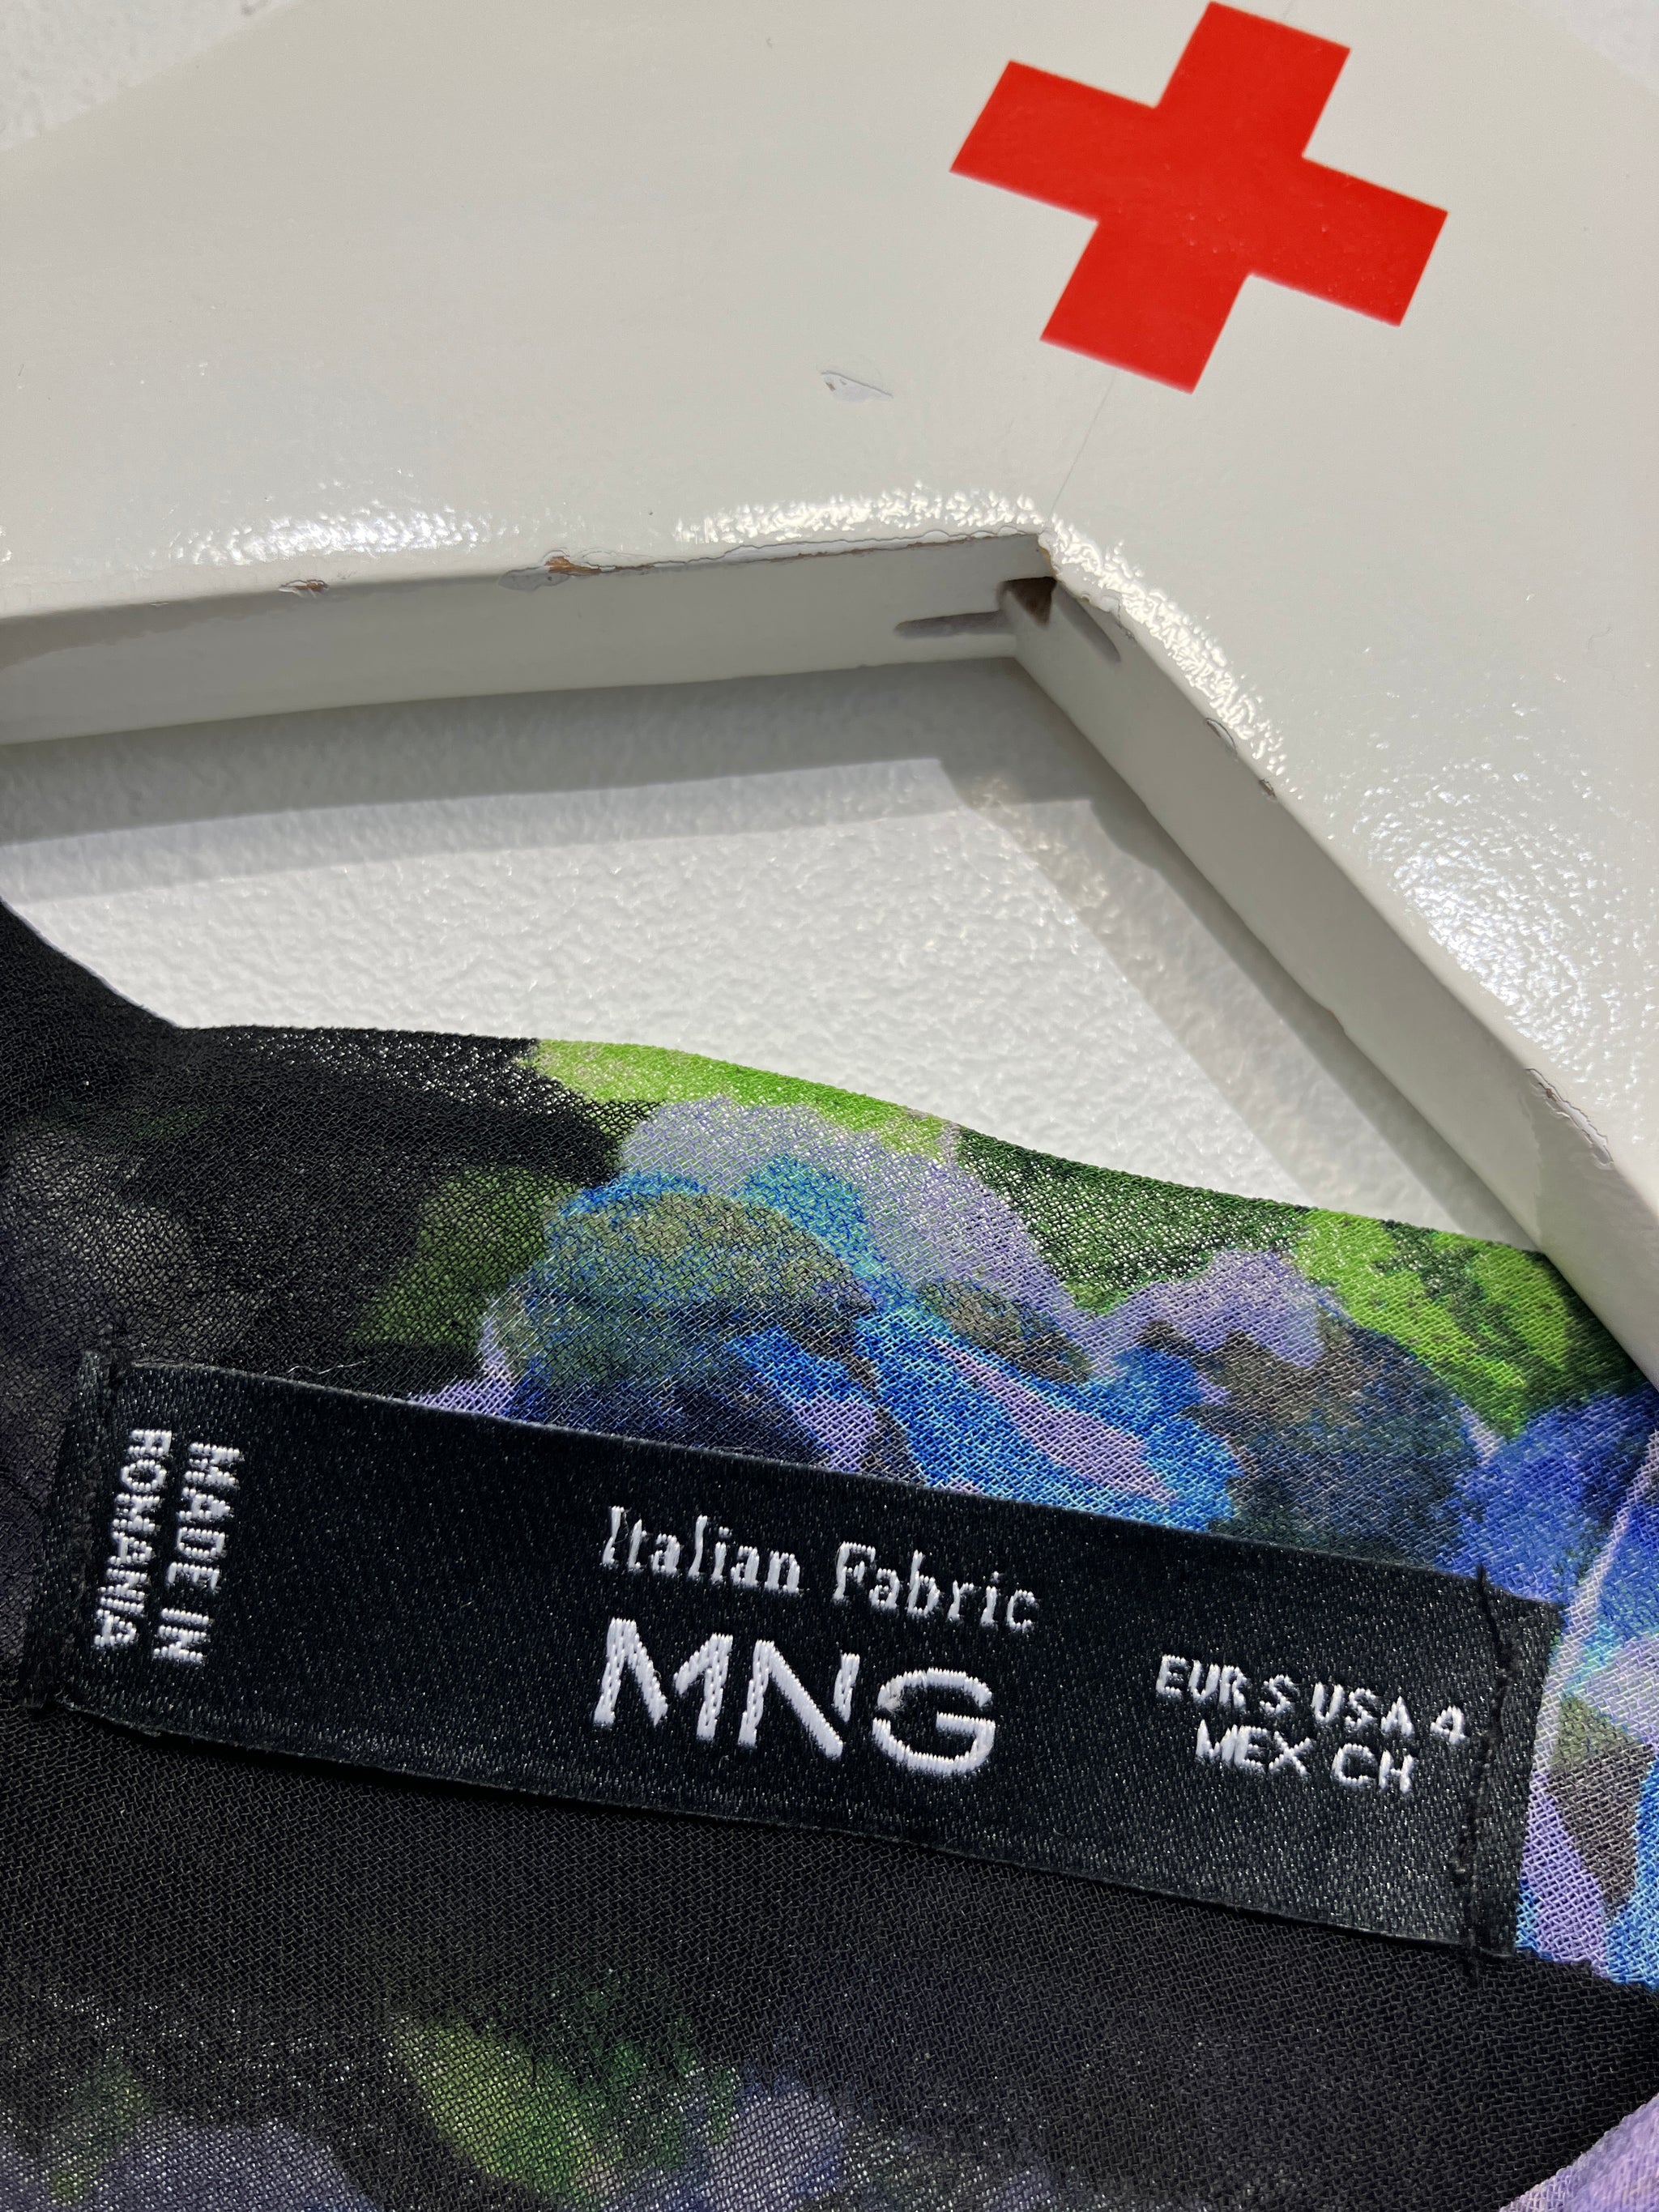 MADE IN
ROMANIA
Italian Fabric
MNG
EUR S USA 4
MEX CH